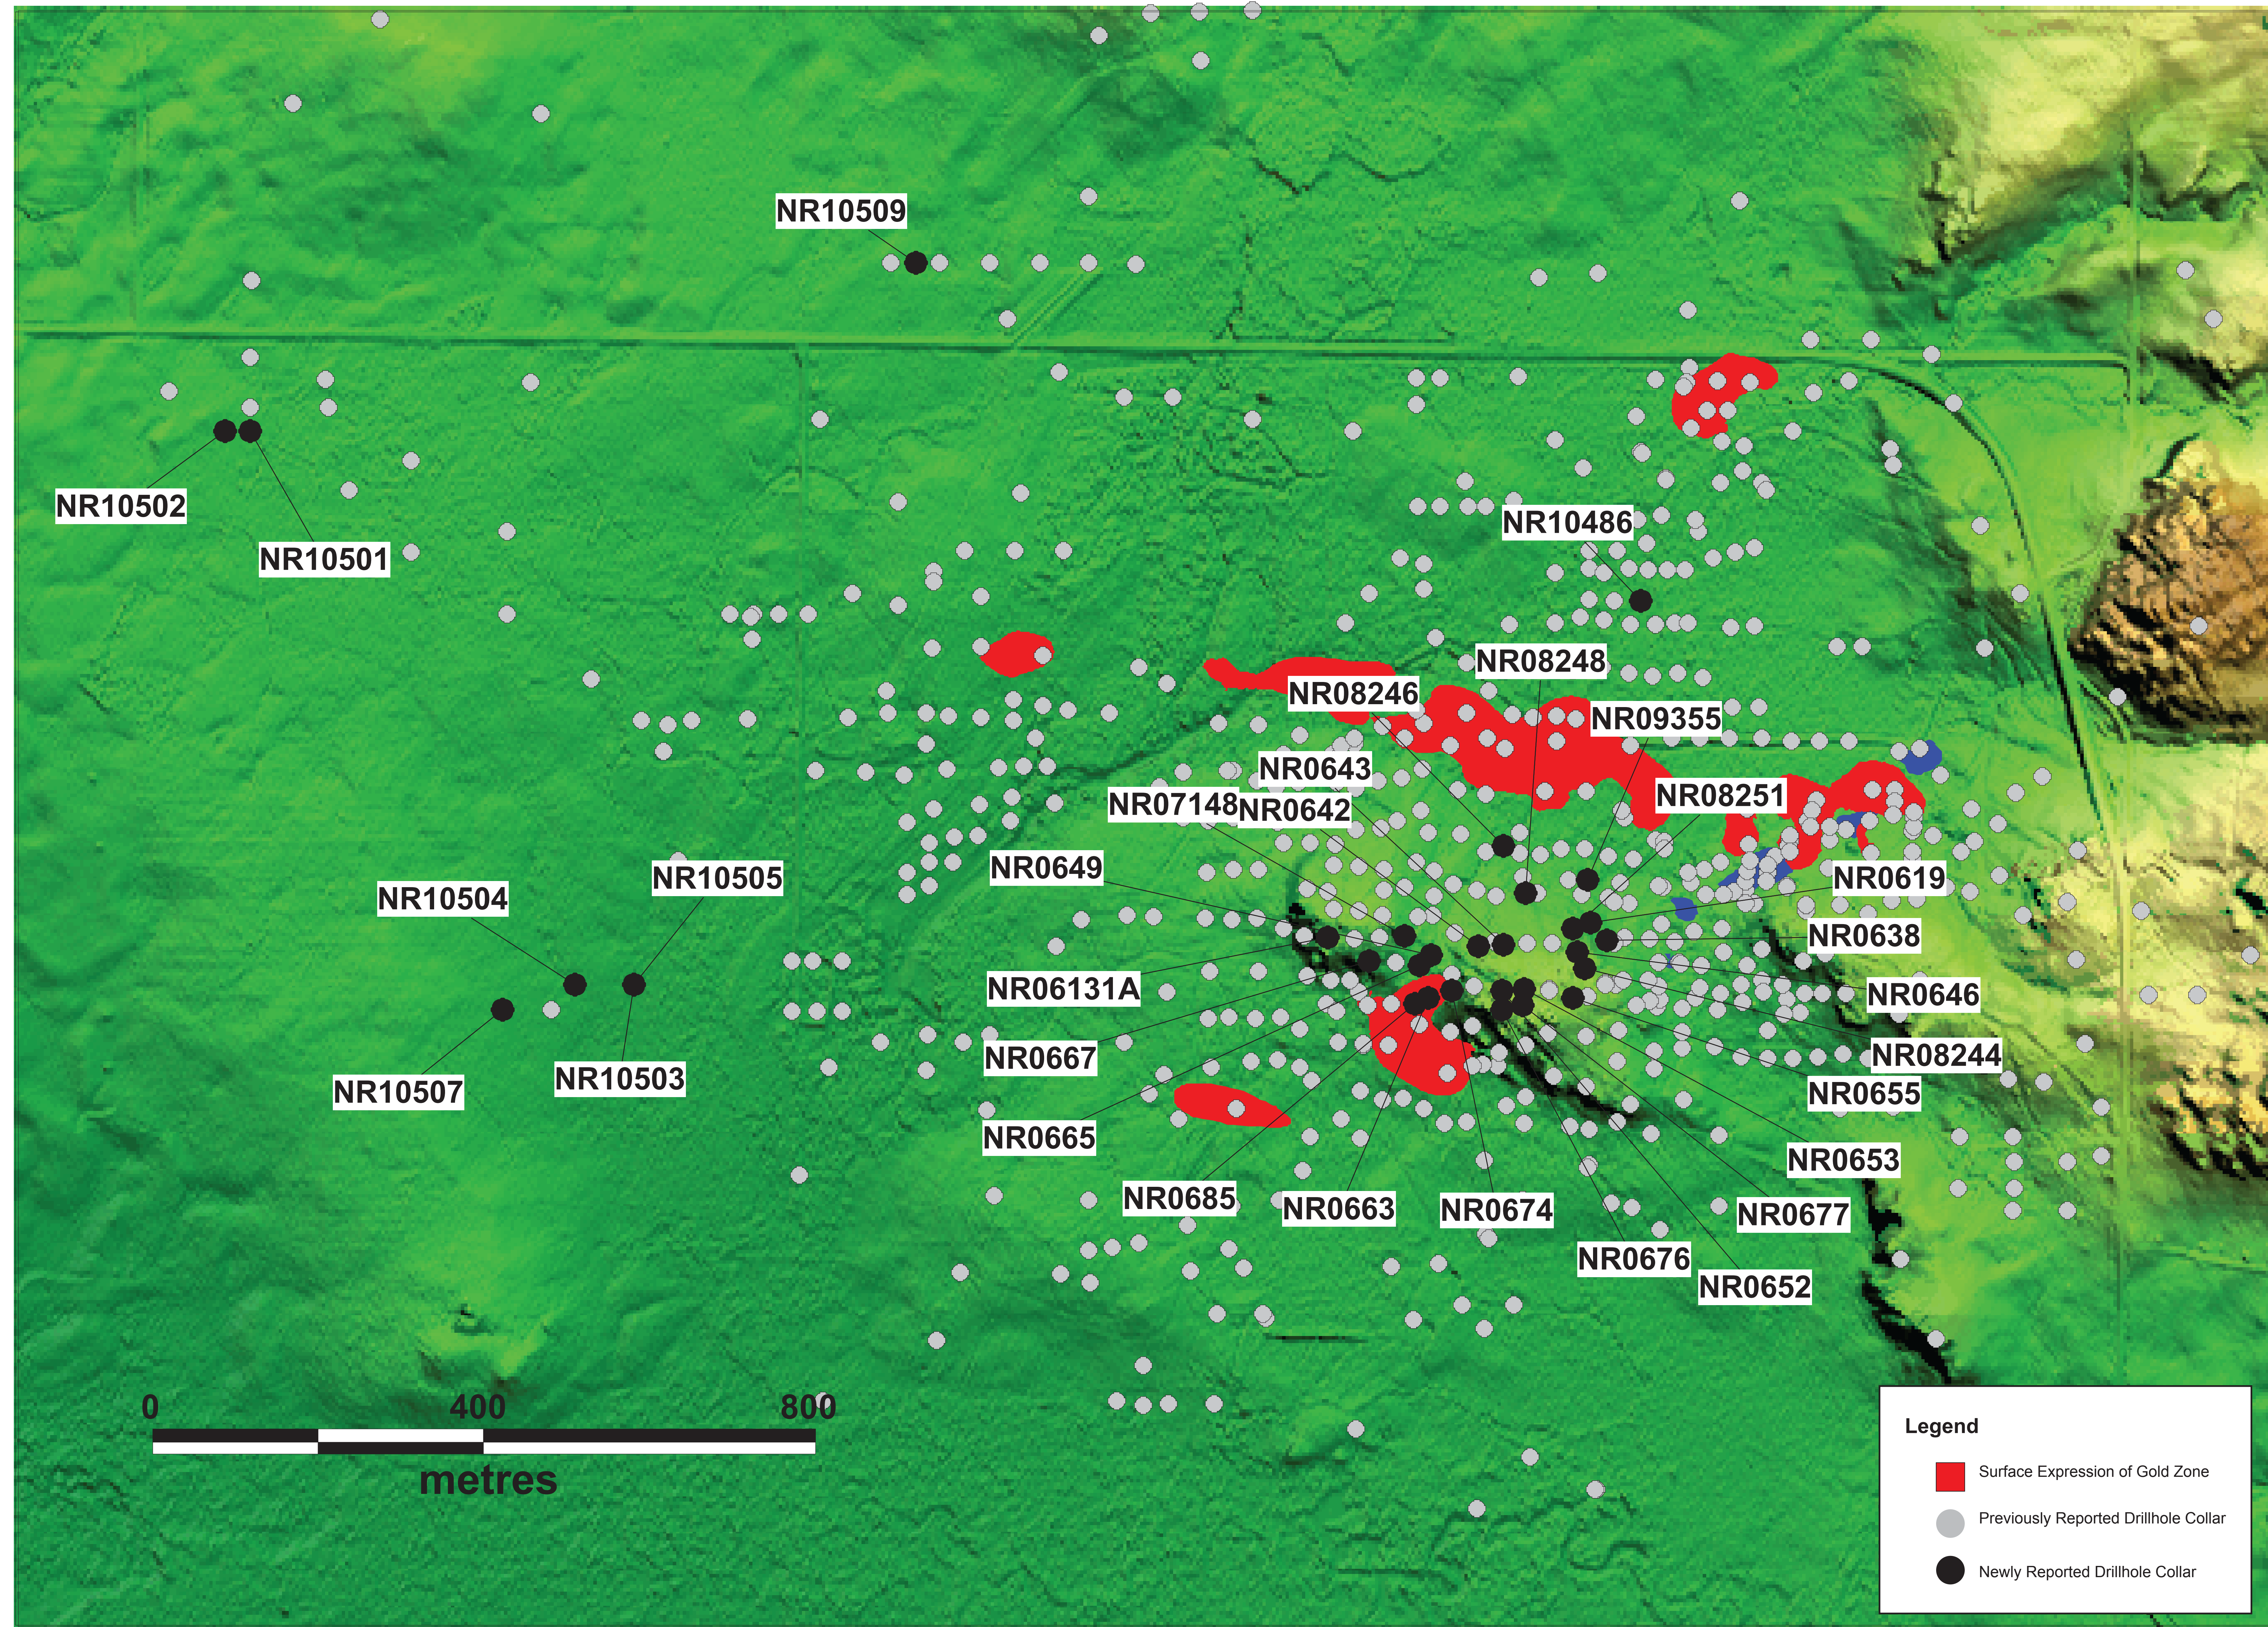 NR10509
NR10502
NR10501
NR10486
NR08248
NR08246
NR09355
NR0643
NR08251
NR07148
NR0642
NR0649
NR10505
NR0619
NR10504
NR0638
NR06131A
NR0646
NR0667
NR08244
NR10503
NR10507
NR0655
NR0665
NR0653
NR0685
NR0663
NR0674
NR0677
NR0676
NR0652
0 400 800
metres
Legend
Surface Expression of Gold Zone
Previously Reported Drillhole Collar
Newly Reported Drillhole Collar